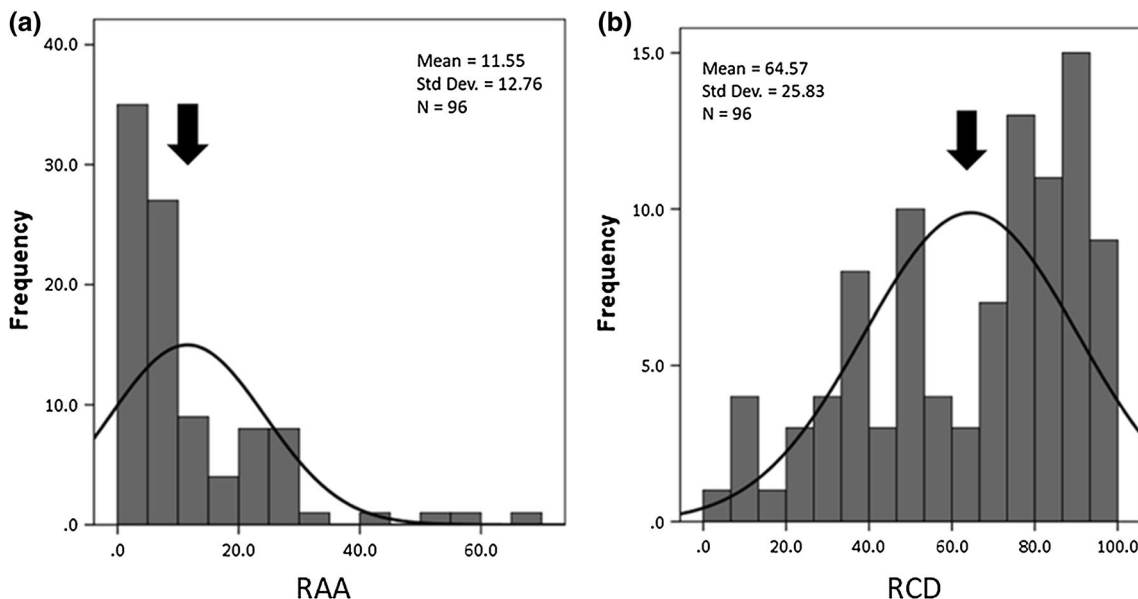 (a)
40.0
30.0
20.0
10.0
.0
Frequency
Mean = 11.55
Std Dev. = 12.76
N = 96
.0 20.0 40.0 60.0
RAA
(b)
15.0
10.0
5.0
.0
Frequency
Mean = 64.57
Std Dev. = 25.83
N = 96
.0 20.0 40.0 60.0 80.0 100.0
RCD